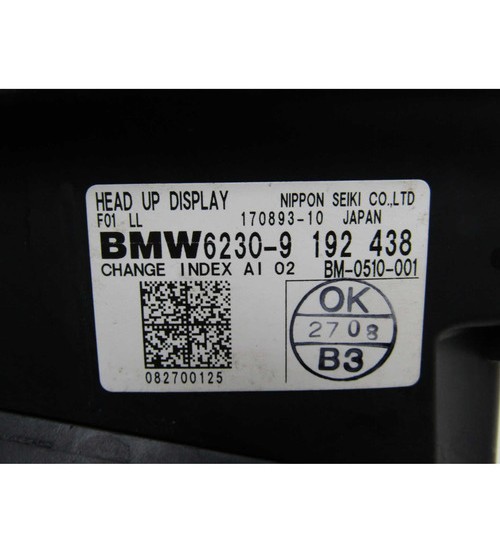 HEAD UP DISPLAY NIPPON SEIKI CO.,LTD
F01 LL 170893-10 JAPAN
BMW6230-9 192 438
CHANGE INDEX AI 02 BM-0510-001
OK
2708
B3
082700125